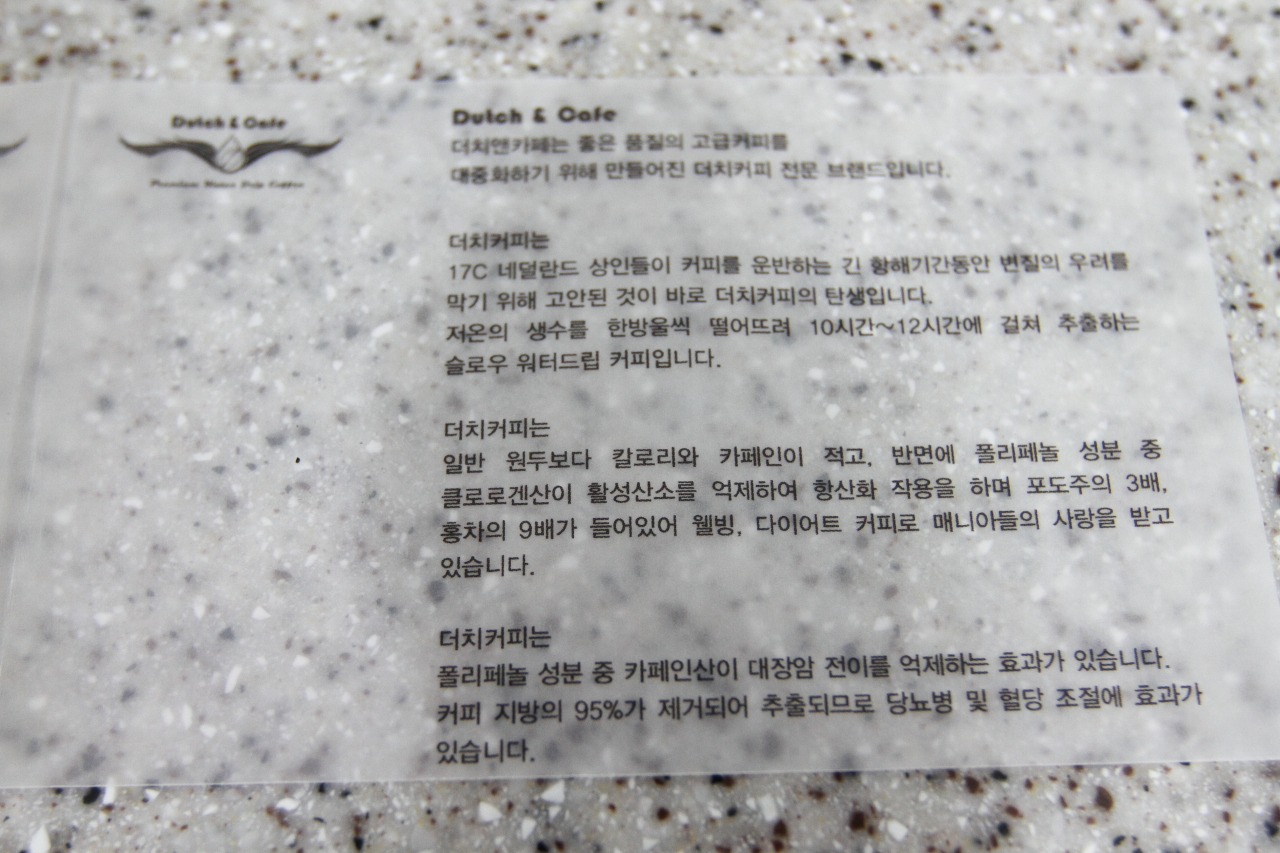 Dutch & Cafe
Premium Water Drip Coffee
Dutch & Cafe
더치앤카페는 좋은 품질의 고급커피를
대중화하기 위해 만들어진 더치커피 전문 브랜드입니다.
더치커피는
17C 네덜란드 상인들이 커피를 운반하는 긴 항해기간동안 변질의 우려를
막기 위해 고안된 것이 바로 더치커피의 탄생입니다.
저온의 생수를 한방울씩 떨어뜨려 10시간~12시간에 걸쳐 추출하는
슬로우 워터드립 커피입니다.
더치커피는
일반 원두보다 칼로리와 카페인이 적고, 반면에 폴리페놀 성분 중
클로로겐산이 활성산소를 억제하여 항산화 작용을 하며 포도주의 3배,
홍차의 9배가 들어있어 웰빙, 다이어트 커피로 매니아들의 사랑을 받고
있습니다.
더치커피는
폴리페놀 성분 중 카페인산이 대장암 전이를 억제하는 효과가 있습니다.
커피 지방의 95%가 제거되어 추출되므로 당뇨병 및 혈당 조절에 효과가
있습니다.